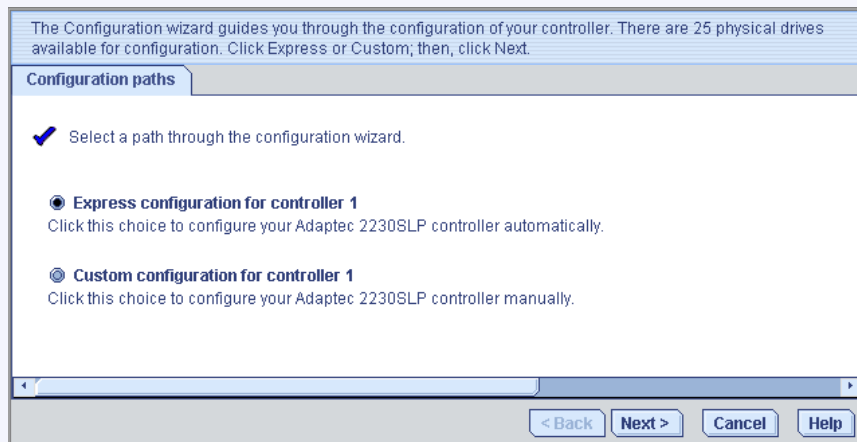 The Configuration wizard guides you through the configuration of your controller. There are 25 physical drives
available for configuration. Click Express or Custom; then, click Next.
Configuration paths
Select a path through the configuration wizard.
Express configuration for controller 1
Click this choice to configure your Adaptec 2230SLP controller automatically.
Custom configuration for controller 1
Click this choice to configure your Adaptec 2230SLP controller manually.
< Back Next > Cancel Help